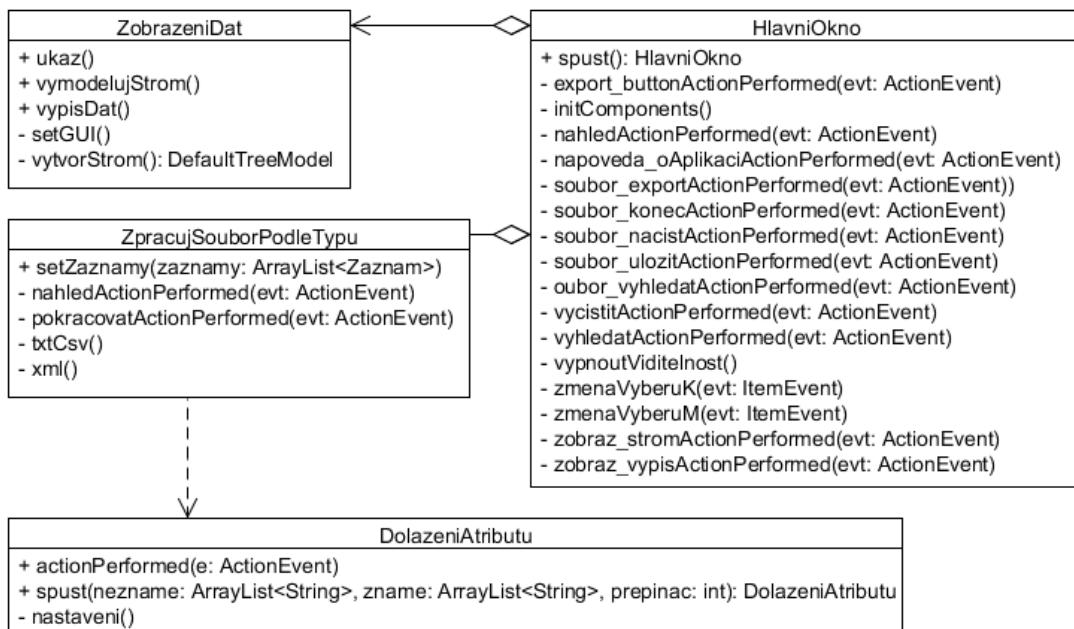 ZobrazeniDat
+ ukaz()
+ vymodelujStrom()
+ vypisDat()
- setGUI()
- vytvorStrom(): DefaultTreeModel
HlavniOkno
+ spust(): HlavniOkno
- export_buttonActionPerformed(evt: ActionEvent)
- initComponents()
- nahledActionPerformed(evt: ActionEvent)
- napoveda_oAplikaciActionPerformed(evt: ActionEvent)
- soubor_exportActionPerformed(evt: ActionEvent))
- soubor_konecActionPerformed(evt: ActionEvent)
- soubor_nacistActionPerformed(evt: ActionEvent)
- soubor_ulozitActionPerformed(evt: ActionEvent)
- oubor_vyhledatActionPerformed(evt: ActionEvent)
- vycistitActionPerformed(evt: ActionEvent)
- vyhledatActionPerformed(evt: ActionEvent)
- vypnoutViditelnost()
- zmenaVyberuK(evt: ItemEvent)
- zmenaVyberuM(evt: ItemEvent)
- zobraz_stromActionPerformed(evt: ActionEvent)
- zobraz_vypisActionPerformed(evt: ActionEvent)
ZpracujSouborPodleTypu
+ setZaznamy(zaznamy: ArrayList<Zaznam>)
- nahledActionPerformed(evt: ActionEvent)
- pokracovatActionPerformed(evt: ActionEvent)
- txtCsv()
- xml()
DolazeniAtributu
+ actionPerformed(e: ActionEvent)
+ spust(nezname: ArrayList<String>, zname: ArrayList<String>, prepinac: int): DolazeniAtributu
- nastaveni()